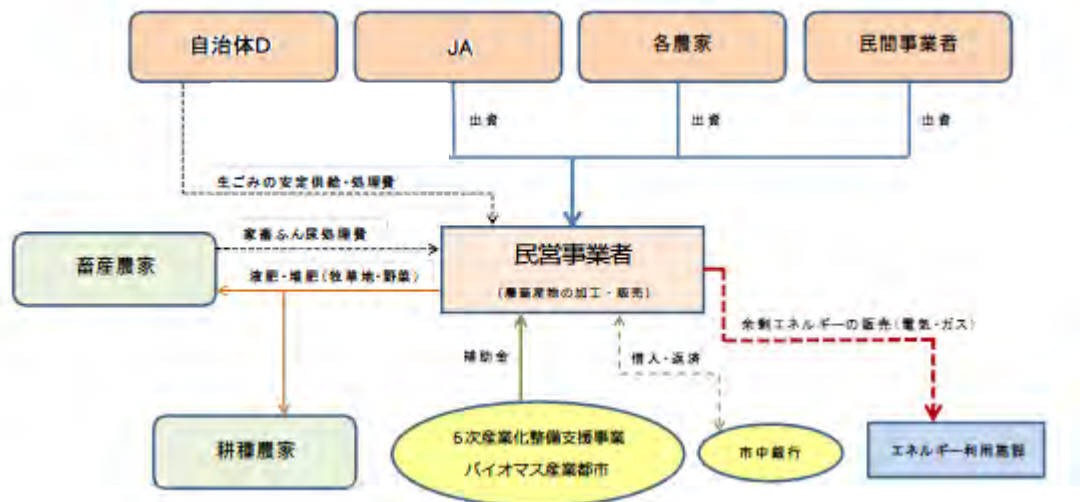 自治体D
JA
各農家
民間事業者
出資
出資
出資
生ごみの安定供給・処理費
家畜ふん尿処理費
畜産農家
民営事業者
液肥・堆肥(牧草地・野菜)
(農畜産物の加工・販売)
余剰エネルギーの販売(電気・ガス)
補助金
借入・返済
耕種農家
6次産業化整備支援事業
バイオマス産業都市
市中銀行
エネルギー利用施設